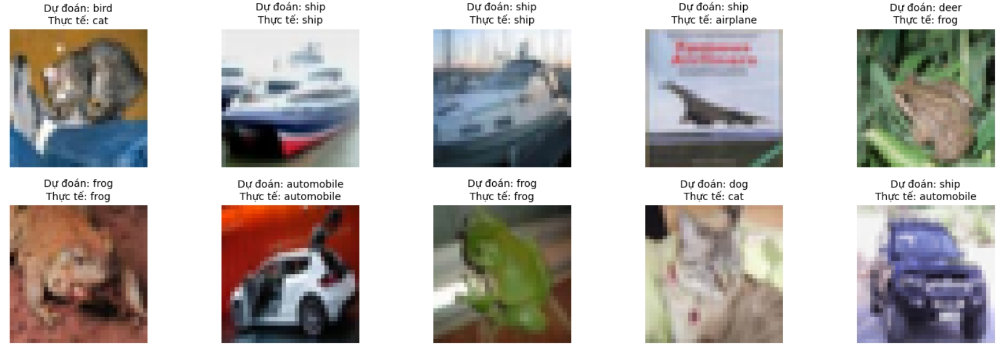 Dự đoán: bird
Thực tế: cat
Dự đoán: ship
Thực tế: ship
Dự đoán: ship
Thực tế: ship
Dự đoán: ship
Thực tế: airplane
Dự đoán: deer
Thực tế: frog
Dự đoán: frog
Thực tế: frog
Dự đoán: automobile
Thực tế: automobile
Dự đoán: frog
Thực tế: frog
Dự đoán: dog
Thực tế: cat
Dự đoán: ship
Thực tế: automobile